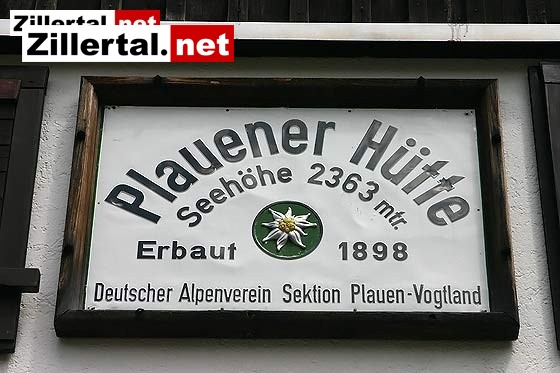 Zillertal.net
Zillertal.net
Plauener Hütte
Seehöhe 2363 mtr.
Erbaut 1898
Deutscher Alpenverein Sektion Plauen-Vogtland